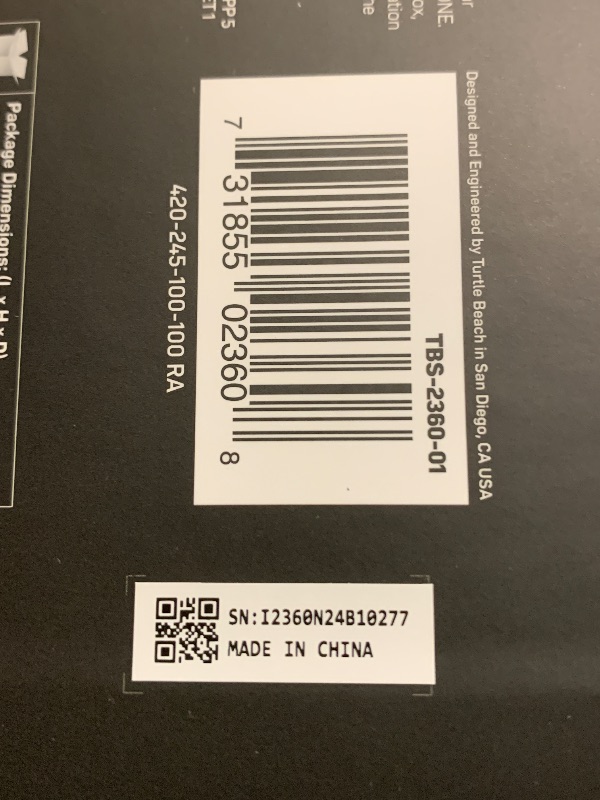 Designed and Engineered by Turtle Beach in San Diego, CA USA
TBS-2360-01
7 31855 02360 8
420-245-100-100 RA
SN:I2360N24B10277
MADE IN CHINA
Package Dimensions: (L x H x D)